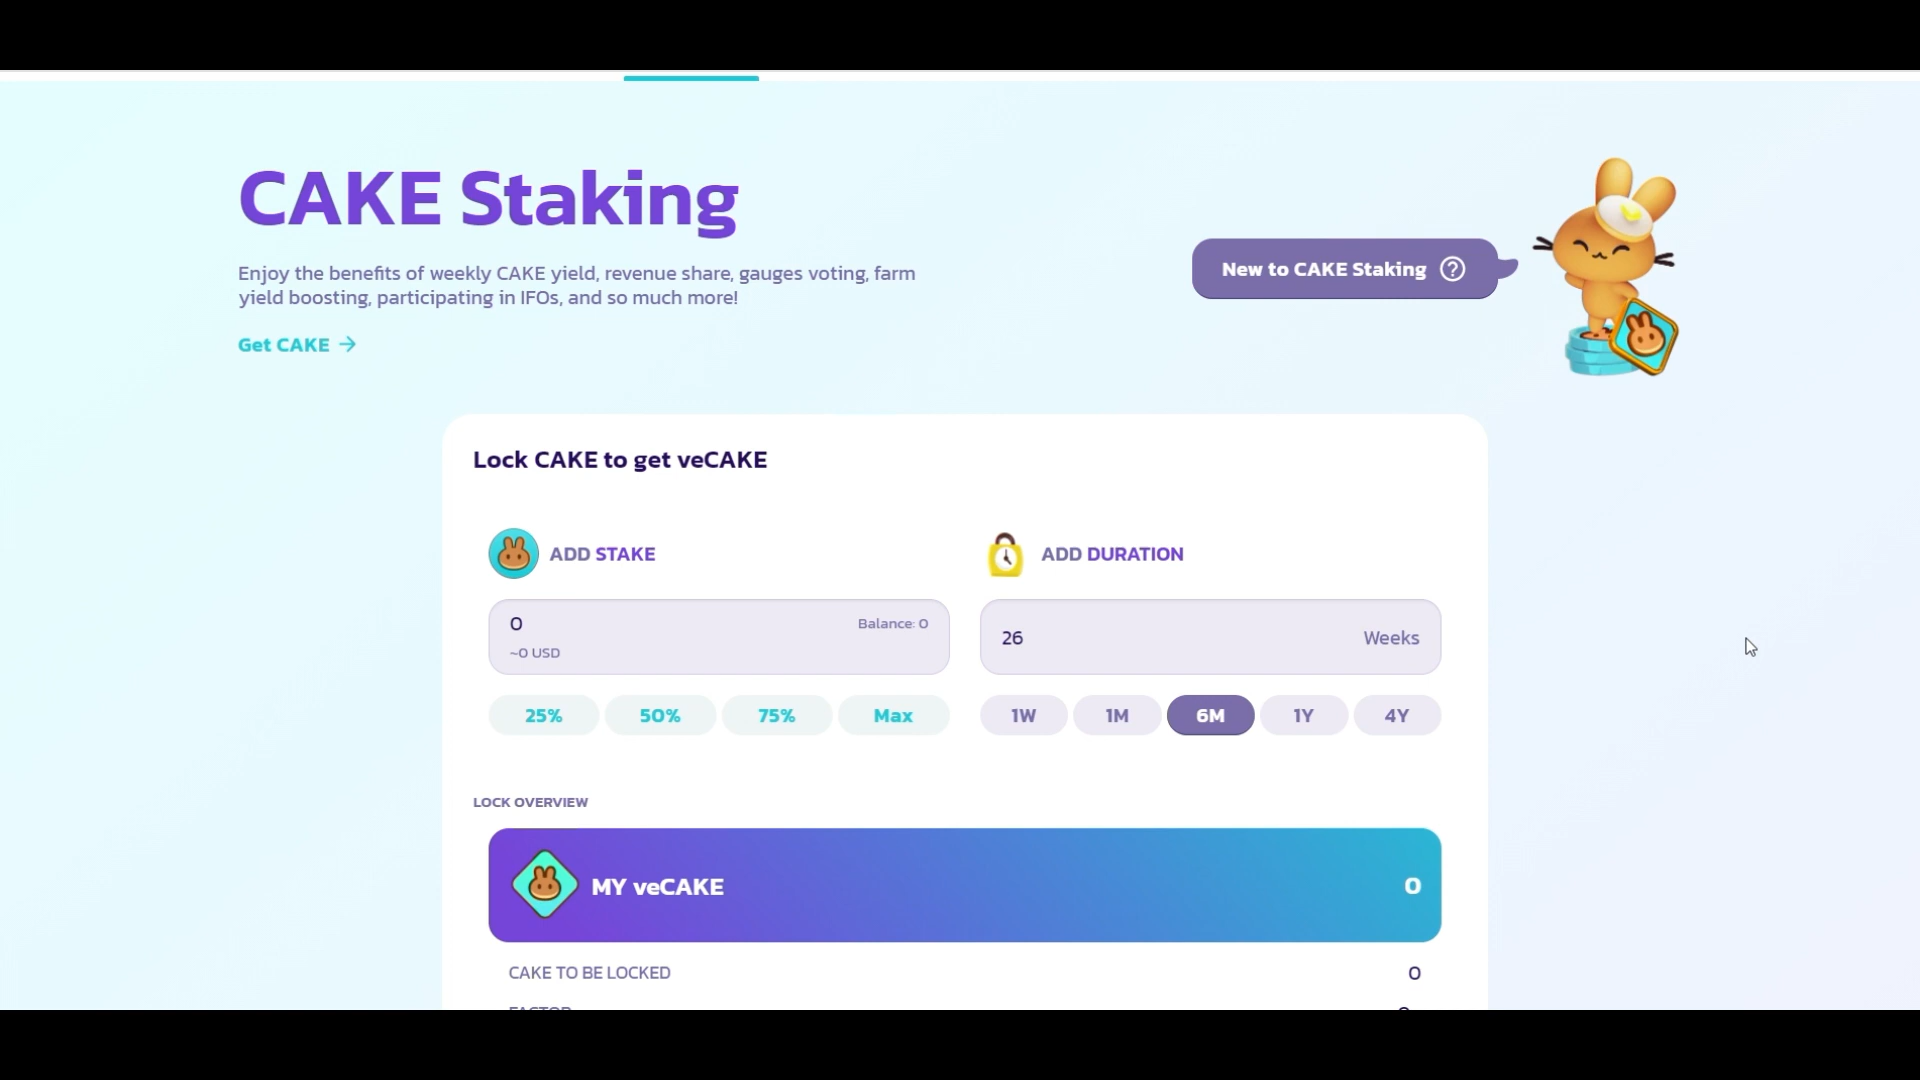 CAKE Staking
Enjoy the benefits of weekly CAKE yield, revenue share, gauges voting, farm
yield boosting, participating in IFOs, and so much more!
Get CAKE
New to CAKE Staking
Lock CAKE to get veCAKE
ADD STAKE
0
Balance: 0
~0 USD
25%
50%
75%
Max
ADD DURATION
26
Weeks
1W
1M
6M
1Y
4Y
LOCK OVERVIEW
MY veCAKE
0
CAKE TO BE LOCKED
0